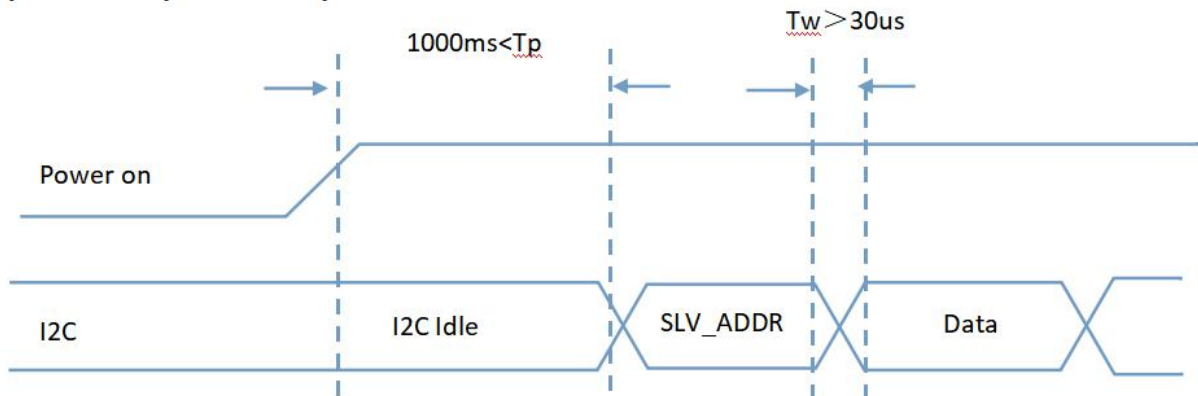 Tw＞30us
1000ms<Tp
Power on
I2C
I2C Idle
SLV_ADDR
Data